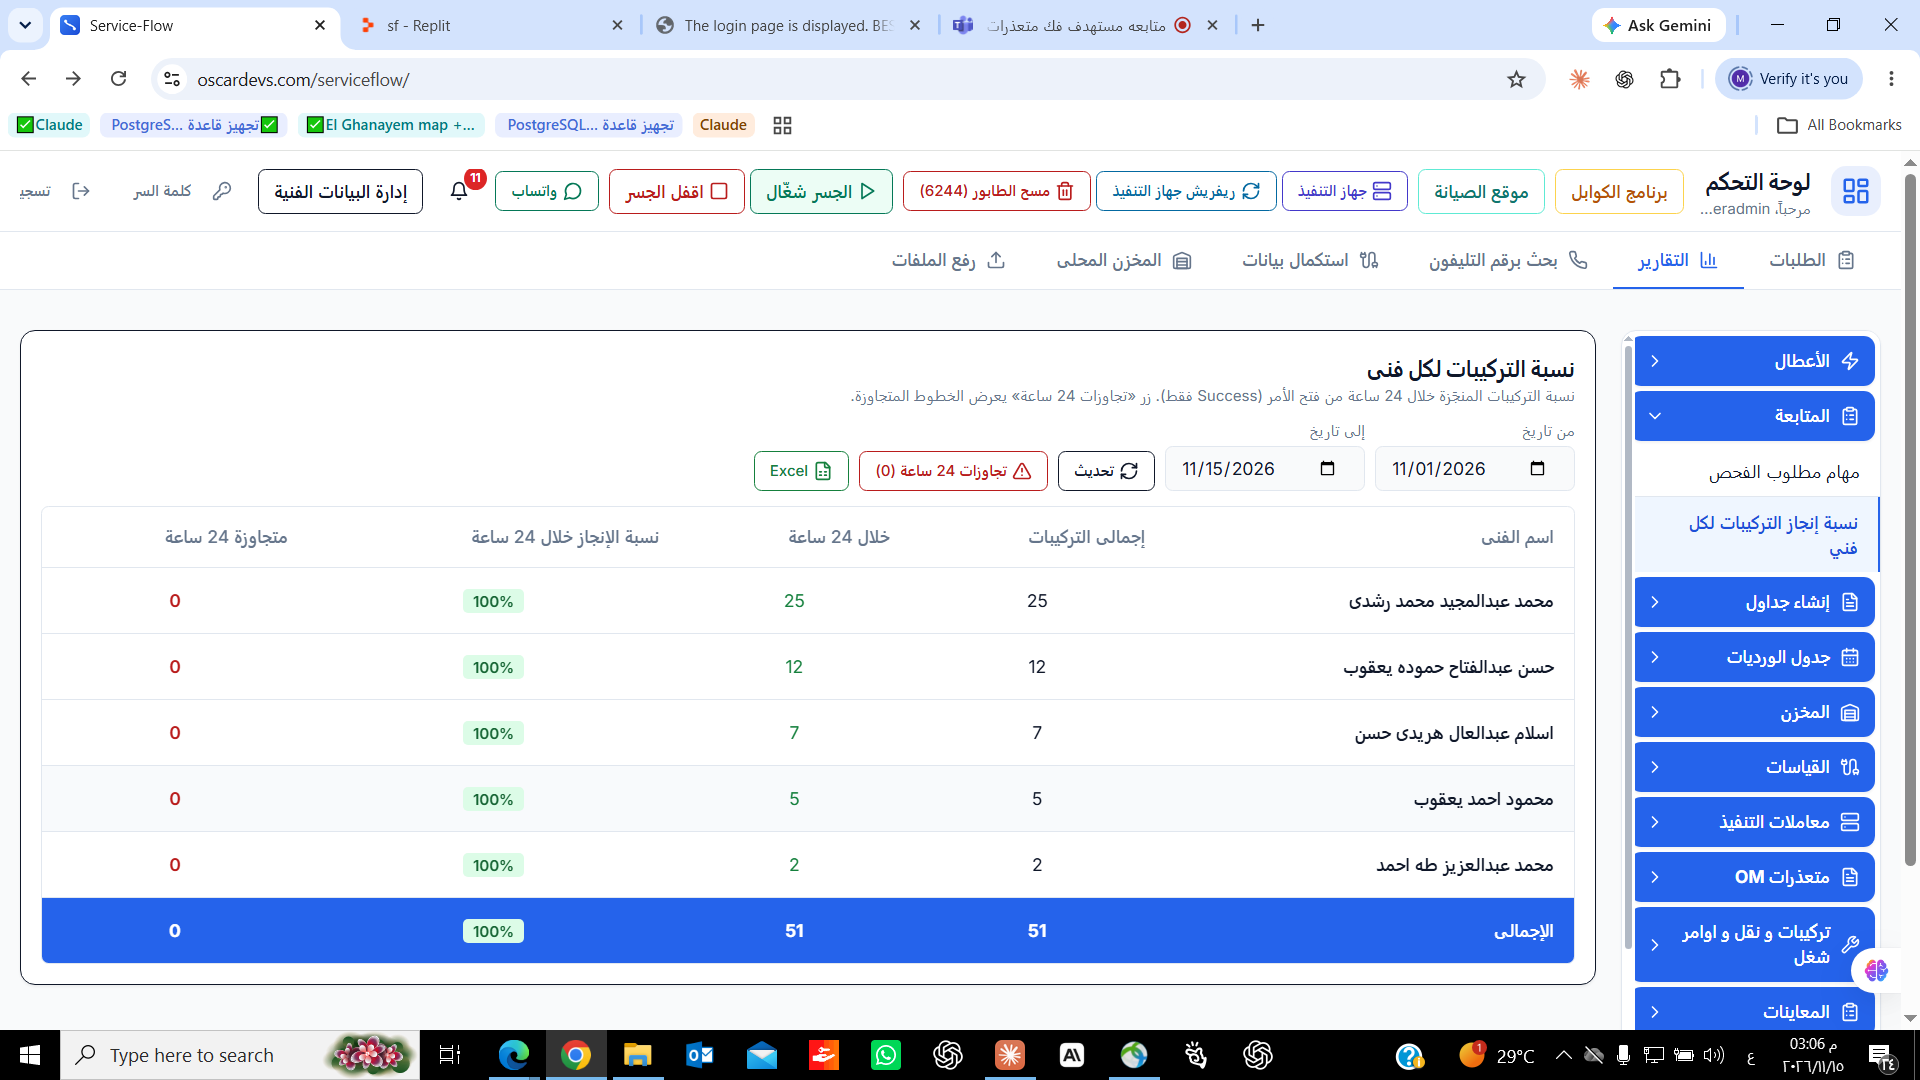 Service-Flow
sf - Replit
The login page is displayed. BES
متابعه مستهدف فك متعذرات
Ask Gemini
oscardevs.com/serviceflow/
Verify it's you
Claude
PostgreS... تجهيز قاعدة
El Ghanayem map +...
PostgreSQL... تجهيز قاعدة
Claude
All Bookmarks
لوحة التحكم
مرحباً، eradmin...
برنامج الكوابل
موقع الصيانة
جهاز التنفيذ
ريفريش جهاز التنفيذ
مسح الطابور (6244)
الجسر شغّال
اقفل الجسر
واتساب
11
إدارة البيانات الفنية
كلمة السر
تسجي
الطلبات
التقارير
بحث برقم التليفون
استكمال بيانات
المخزن المحلى
رفع الملفات
الأعطال
المتابعة
مهام مطلوب الفحص
نسبة إنجاز التركيبات لكل
فني
إنشاء جداول
جدول الورديات
المخزن
القياسات
معاملات التنفيذ
متعذرات OM
تركيبات و نقل و اوامر
شغل
المعاينات
نسبة التركيبات لكل فنى
نسبة التركيبات المنجّزة خلال 24 ساعة من فتح الأمر (Success فقط). زر «تجاوزات 24 ساعة» يعرض الخطوط المتجاوزة.
من تاريخ
إلى تاريخ
11/01/2026
11/15/2026
تحديث
تجاوزات 24 ساعة (0)
Excel
اسم الفنى إجمالى التركيبات خلال 24 ساعة نسبة الإنجاز خلال 24 ساعة متجاوزة 24 ساعة
محمد عبدالمجيد محمد رشدى 25 25 100% 0
حسن عبدالفتاح حموده يعقوب 12 12 100% 0
اسلام عبدالعال هريدى حسن 7 7 100% 0
محمود احمد يعقوب 5 5 100% 0
محمد عبدالعزيز طه احمد 2 2 100% 0
الإجمالى 51 51 100% 0
Type here to search
1
29°C
ع
03:06 م
٢٠٢٦/١١/١٥
٢٤